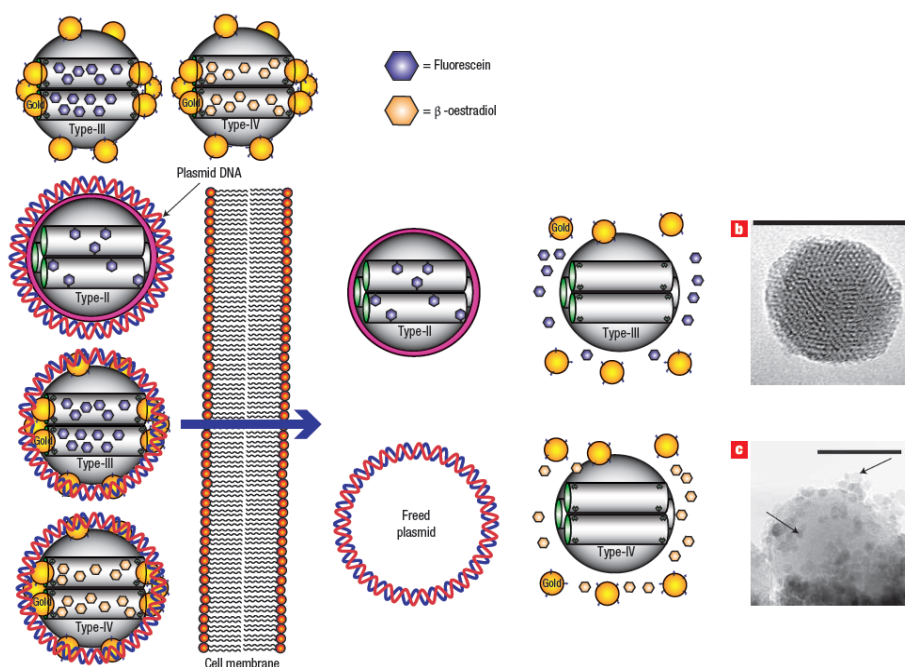 = Fluorescein
= β-oestradiol
Gold
Type-III
Gold
Type-IV
Plasmid DNA
Type-II
Type-II
Gold
Type-III
b
Gold
Type-III
Gold
Type-IV
Cell membrane
Freed
plasmid
Type-IV
Gold
c